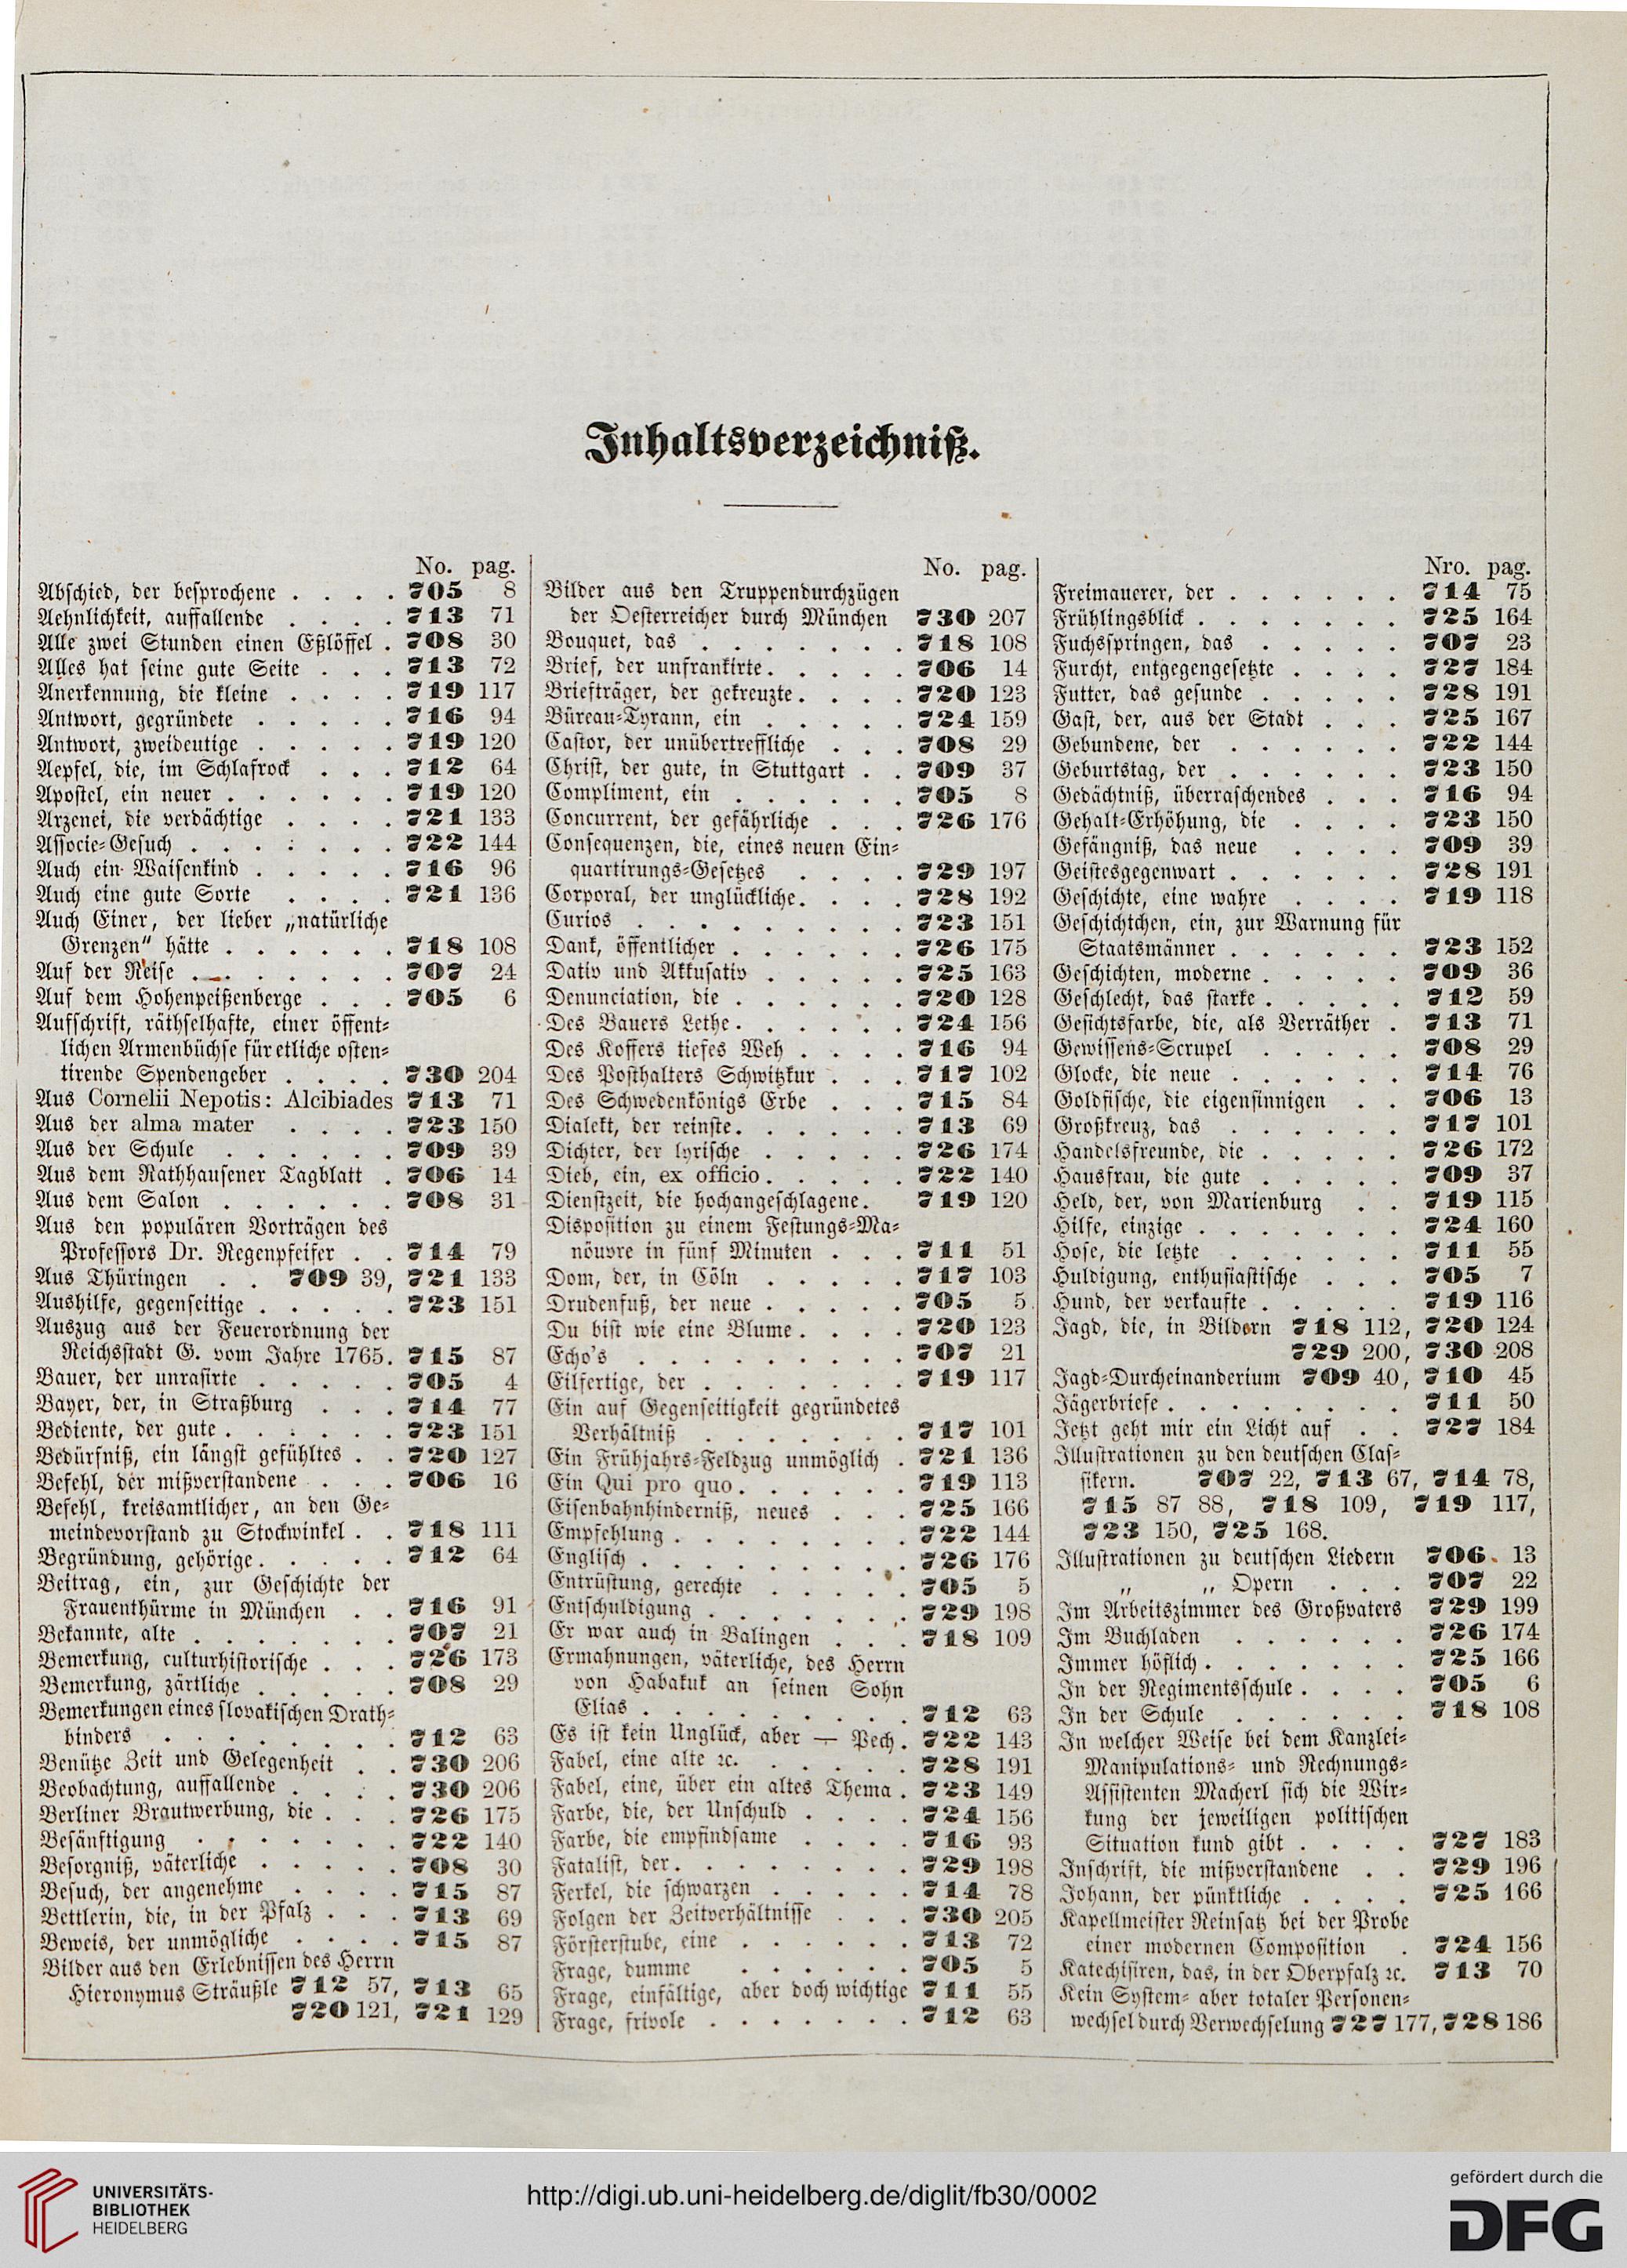 Inhaltsverzeichniß.
No. pag.
Abschied, der besprochene . . . . 705 8
Aehnlichkeit, auffallende . . . . 713 71
Alle zwei Stunden einen Eßlöffel . 708 30
Alles hat seine gute Seite . . . 713 72
Anerkennung, die kleine . . . . 719 117
Antwort, gegründete . . . . . 716 94
Antwort, zweideutige . . . . . 719 120
Aepfel, die, im Schlafrock . . . 712 64
Apostel, ein neuer . . . . . . 719 120
Arzenei, die verdächtige . . . . 721 133
Associe-Gesuch . . . . . . . 722 144
Auch ein Waisenkind . . . . . 716 96
Auch eine gute Sorte . . . . 721 136
Auch Einer, der lieber „natürliche
Grenzen“ hätte . . . . . . 718 108
Auf der Reise . . . . . . . 707 24
Auf dem Hohenpeißenberge . . . 705 6
Aufschrift, räthselhafte, einer öffent-
lichen Armenbüchse für etliche osten-
tirende Spendengeber . . . . 730 204
Aus Cornelii Nepotis: Alcibiades 713 71
Aus der alma mater . . . . 723 150
Aus der Schule . . . . . . 709 39
Aus dem Rathhausener Tagblatt . 706 14
Aus dem Salon . . . . . . 708 31
Aus den populären Vorträgen des
Professors Dr. Regenpfeifer . . 714 79
Aus Thüringen . . 709 39, 721 133
Aushilfe, gegenseitige . . . . . 723 151
Auszug aus der Feuerordnung der
Reichsstadt G. vom Jahre 1765. 715 87
Bauer, der unrasirte . . . . . 705 4
Bayer, der, in Straßburg . . . 714 77
Bediente, der gute . . . . . . 723 151
Bedürfniß, ein längst gefühltes . . 720 127
Befehl, der mißverstandene . . . 706 16
Befehl, kreisamtlicher, an den Ge-
meindevorstand zu Stockwinkel . . 718 111
Begründung, gehörige . . . . . 712 64
Beitrag, ein, zur Geschichte der
Frauenthürme in München . . 716 91
Bekannte, alte . . . . . . . 707 21
Bemerkung, culturhistorische . . . 726 173
Bemerkung, zärtliche . . . . . 708 29
Bemerkungen eines slovakischen Drath-
binders . . . . . . . . 712 63
Benütze Zeit und Gelegenheit . . 730 206
Beobachtung, auffallende . . . . 730 206
Berliner Brautwerbung, die . . . 726 175
Besänftigung . . . . . . . 722 140
Besorgniß, väterliche . . . . . 708 30
Besuch, der angenehme . . . . 715 87
Bettlerin, die, in der Pfalz . . . 713 69
Beweis, der unmögliche . . . . 715 87
Bilder aus den Erlebnissen des Herrn
Hieronymus Sträußle 712 57, 713 65
720 121, 721 129
No. pag.
Bilder aus den Truppendurchzügen
der Oesterreicher durch München 730 207
Bouquet, das . . . . . . . 718 108
Brief, der unfrankirte . . . . . 706 14
Briefträger, der gekreuzte . . . . 720 123
Büreau-Tyrann, ein . . . . . 724 159
Castor, der unübertreffliche . . . 708 29
Christ, der gute, in Stuttgart . . 709 37
Compliment, ein . . . . . . 705 8
Concurrent, der gefährliche . . . 726 176
Consequenzen, die, eines neuen Ein-
quartirungs-Gesetzes . . . . 729 197
Corporal, der unglückliche . . . . 728 192
Curios . . . . . . . . . 723 151
Dank, öffentlicher . . . . . . 726 175
Dativ und Akkusativ . . . . . 725 163
Denunciation, die . . . . . . 720 128
Des Bauers Lethe . . . . . . 724 156
Des Koffers tiefes Weh . . . . 716 94
Des Posthalters Schwitzkur . . . 717 102
Des Schwedenkönigs Erbe . . . 715 84
Dialekt, der reinste . . . . . . 713 69
Dichter, der lyrische . . . . . 726 174
Dieb, ein, ex officio . . . . . 722 140
Dienstzeit, die hochangeschlagene . 719 120
Disposition zu einem Festungs-Ma-
nöuvre in fünf Minuten . . . 711 51
Dom, der, in Cöln . . . . . 717 103
Drudenfuß, der neue . . . . . 705 5
Du bist wie eine Blume . . . . 720 123
Echo's . . . . . . . . . 707 21
Eilfertige, der . . . . . . . 719 117
Ein auf Gegenseitigkeit gegründetes
Verhältniß . . . . . . . 717 101
Ein Frühjahrs-Feldzug unmöglich . 721 136
Ein Qui pro quo . . . . . . 719 113
Eisenbahnhinderniß, neues . . . 725 166
Empfehlung . . . . . . . . 722 144
Englisch . . . . . . . . . 726 176
Entrüstung, gerechte . . . . . 705 5
Entschuldigung . . . . . . . 729 198
Er war auch in Balingen . . . 718 109
Ermahnungen, väterliche, des Herrn
von Habakuk an seinen Sohn
Elias . . . . . . . . . 712 63
Es ist kein Unglück, aber — Pech . 722 143
Fabel, eine alte ꝛc. . . . . . 728 191
Fabel, eine, über ein altes Thema . 723 149
Farbe, die, der Unschuld . . . . 724 156
Farbe, die empfindsame . . . . 716 93
Fatalist, der . . . . . . . . 729 198
Ferkel, die schwarzen . . . . . 714 78
Folgen der Zeitverhältnisse . . . 730 205
Försterstube, eine . . . . . . 713 72
Frage, dumme . . . . . . 705 5
Frage, einfältige, aber doch wichtige 711 55
Frage, frivole . . . . . . . 712 63
Nro. pag.
Freimauerer, der . . . . . . 714 75
Frühlingsblick . . . . . . . 725 164
Fuchsspringen, das . . . . . 707 23
Furcht, entgegengesetzte . . . . 727 184
Futter, das gesunde . . . . . 728 191
Gast, der, aus der Stadt . . . 725 167
Gebundene, der . . . . . . 722 144
Geburtstag, der . . . . . . 723 150
Gedächtniß, überraschendes . . . 716 94
Gehalt-Erhöhung, die . . . . 723 150
Gefängniß, das neue . . . . 709 39
Geistesgegenwart . . . . . . 728 191
Geschichte, eine wahre . . . . 719 118
Geschichtchen, ein, zur Warnung für
Staatsmänner . . . . . . 723 152
Geschichten, moderne . . . . . 709 36
Geschlecht, das starke . . . . . 712 59
Gesichtsfarbe, die, als Verräther . 713 71
Gewissens-Scrupel . . . . . 708 29
Glocke, die neue . . . . . . 714 76
Goldfische, die eigensinnigen . . 706 13
Großkreuz, das . . . . . . 717 101
Handelsfreunde, die . . . . . 726 172
Hausfrau, die gute . . . . . 709 37
Held, der, von Marienburg . . 719 115
Hilfe, einzige . . . . . . . 724 160
Hose, die letzte . . . . . . 711 55
Huldigung, enthusiastische . . . 705 7
Hund, der verkaufte . . . . . 719 116
Jagd, die, in Bildern 718 112, 720 124
729 200, 730 208
Jagd-Durcheinanderium 709 40, 710 45
Jägerbriefe . . . . . . . . 711 50
Jetzt geht mir ein Licht auf . . 727 184
Illustrationen zu den deutschen Clas-
sikern. 707 22, 713 67, 714 78,
715 87 88, 718 109, 719 117,
723 150, 725 168.
Illustrationen zu deutschen Liedern 706 13
„ „ Opern . . . 707 22
Im Arbeitszimmer des Großvaters 729 199
Im Buchladen . . . . . . 726 174
Immer höflich . . . . . . . 725 166
In der Regimentsschule . . . . 705 6
In der Schule . . . . . . 718 108
In welcher Weise bei dem Kanzlei-
Manipulations- und Rechnungs-
Assistenten Macherl sich die Wir-
kung der jeweiligen politischen
Situation kund gibt . . . . 727 183
Inschrift, die mißverstandene . . 729 196
Johann, der pünktliche . . . . 725 166
Kapellmeister Reinsatz bei der Probe
einer modernen Composition . 724 156
Katechisiren, das, in der Oberpfalz ꝛc. 713 70
Kein System- aber totaler Personen-
wechsel durch Verwechselung 727 177, 728 186
UNIVERSITÄTS-
BIBLIOTHEK
HEIDELBERG
http://digi.ub.uni-heidelberg.de/diglit/fb30/0002
gefördert durch die
DFG